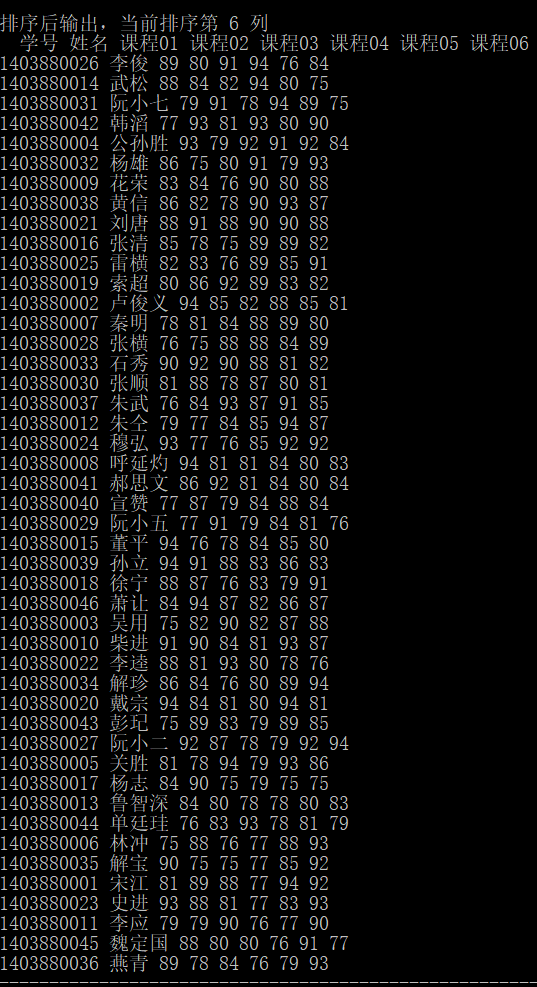 排序后输出，当前排序第 6 列
学号 姓名 课程01 课程02 课程03 课程04 课程05 课程06
1403880026 李俊 89 80 91 94 76 84
1403880014 武松 88 84 82 94 80 75
1403880031 阮小七 79 91 78 94 89 75
1403880042 韩滔 77 93 81 93 80 90
1403880004 公孙胜 93 79 92 91 92 84
1403880032 杨雄 86 75 80 91 79 93
1403880009 花荣 83 84 76 90 80 88
1403880038 黄信 86 82 78 90 93 87
1403880021 刘唐 88 91 88 90 90 88
1403880016 张清 85 78 75 89 89 82
1403880025 雷横 82 83 76 89 85 91
1403880019 索超 80 86 92 89 83 82
1403880002 卢俊义 94 85 82 88 85 81
1403880007 秦明 78 81 84 88 89 80
1403880028 张横 76 75 88 88 84 89
1403880033 石秀 90 92 90 88 81 82
1403880030 张顺 81 88 78 87 80 81
1403880037 朱武 76 84 93 87 91 85
1403880012 朱仝 79 77 84 85 94 87
1403880024 穆弘 93 77 76 85 92 92
1403880008 呼延灼 94 81 81 84 80 83
1403880041 郝思文 86 92 81 84 80 84
1403880040 宣赞 77 87 79 84 88 84
1403880029 阮小五 77 91 79 84 81 76
1403880015 董平 94 76 78 84 85 80
1403880039 孙立 94 91 88 83 86 83
1403880018 徐宁 88 87 76 83 79 91
1403880046 萧让 84 94 87 82 86 87
1403880003 吴用 75 82 90 82 87 88
1403880010 柴进 91 90 84 81 93 87
1403880022 李逵 88 81 93 80 78 76
1403880034 解珍 86 84 76 80 89 94
1403880020 戴宗 94 84 81 80 94 81
1403880043 彭玘 75 89 83 79 89 85
1403880027 阮小二 92 87 78 79 92 94
1403880005 关胜 81 78 94 79 93 86
1403880017 杨志 84 90 75 79 75 75
1403880013 鲁智深 84 80 78 78 80 83
1403880044 单廷珪 76 83 93 78 81 79
1403880006 林冲 75 88 76 77 88 93
1403880035 解宝 90 75 75 77 85 92
1403880001 宋江 81 89 88 77 94 92
1403880023 史进 93 88 81 77 83 93
1403880011 李应 79 79 90 76 77 90
1403880045 魏定国 88 80 80 76 91 77
1403880036 燕青 89 78 84 76 79 93